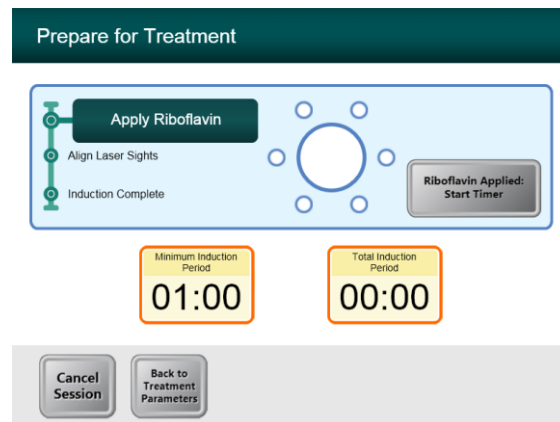 Prepare for Treatment
Apply Riboflavin
Align Laser Sights
Induction Complete
Riboflavin Applied:
Start Timer
Minimum Induction
Period
01:00
Total Induction
Period
00:00
Cancel
Session
Back to
Treatment
Parameters